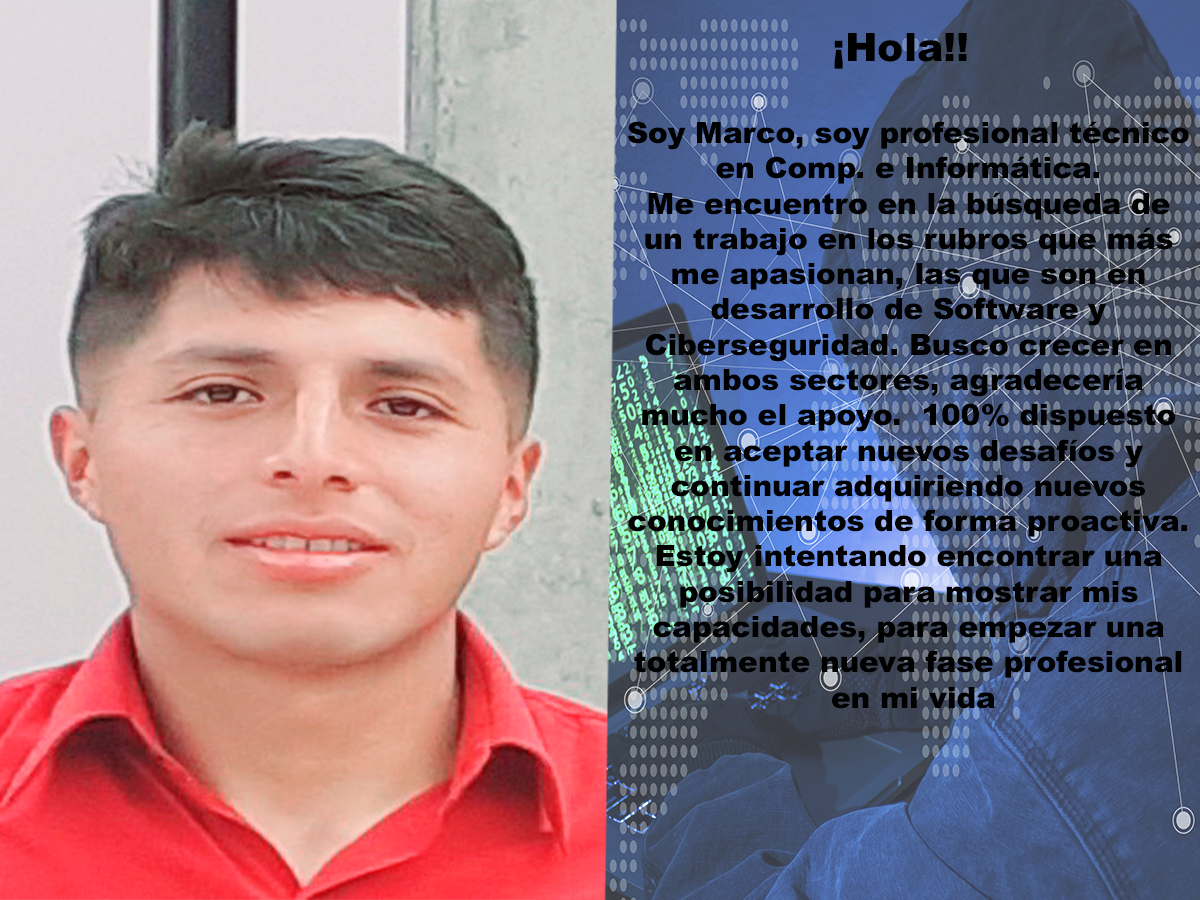 ¡Hola!!
Soy Marco, soy profesional técnico
en Comp. e Informática.
Me encuentro en la búsqueda de
un trabajo en los rubros que más
me apasionan, las que son en
desarrollo de Software y
Ciberseguridad. Busco crecer en
ambos sectores, agradecería
mucho el apoyo.  100% dispuesto
en aceptar nuevos desafíos y
continuar adquiriendo nuevos
conocimientos de forma proactiva.
Estoy intentando encontrar una
posibilidad para mostrar mis
capacidades, para empezar una
totalmente nueva fase profesional
en mi vida